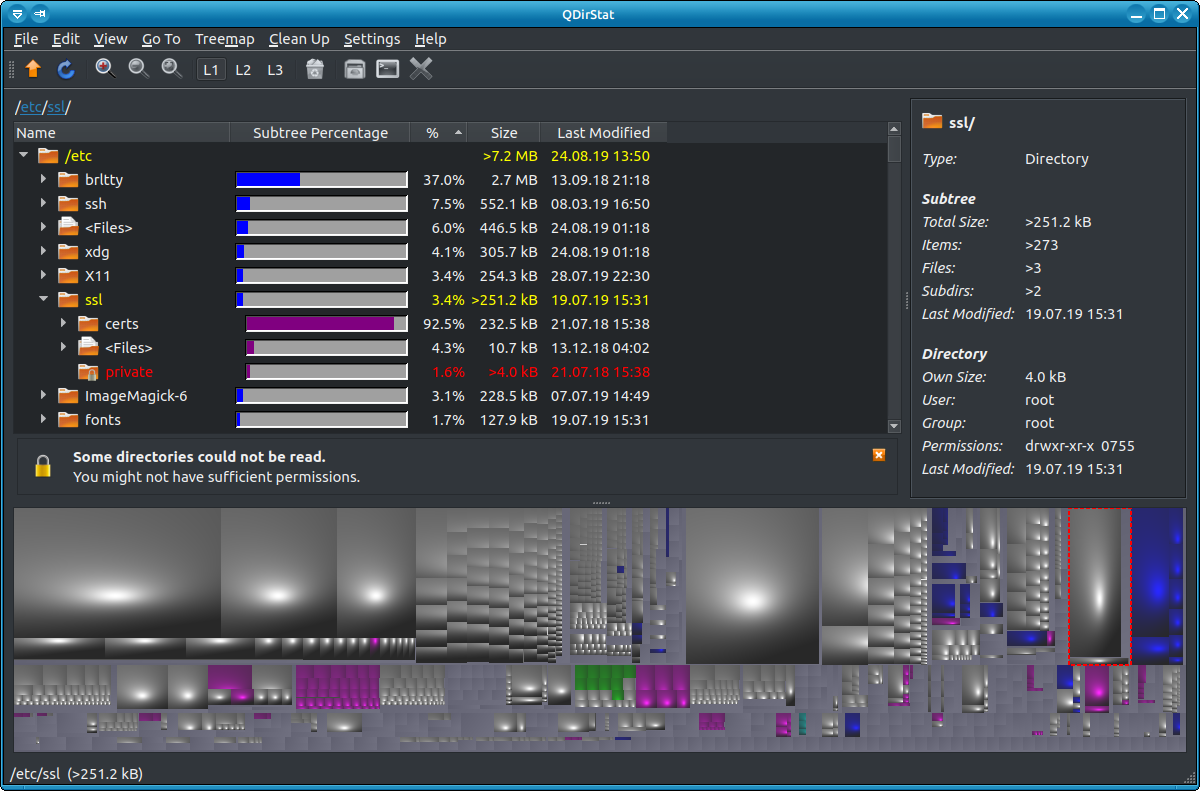 QDirStat
File Edit View Go To Treemap Clean Up Settings Help
L1 L2 L3
/etc/ssl/
Name Subtree Percentage % Size Last Modified
/etc >7.2 MB 24.08.19 13:50
brltty 37.0% 2.7 MB 13.09.18 21:18
ssh 7.5% 552.1 kB 08.03.19 16:50
<Files> 6.0% 446.5 kB 24.08.19 01:18
xdg 4.1% 305.7 kB 24.08.19 01:18
X11 3.4% 254.3 kB 28.07.19 22:30
ssl 3.4% >251.2 kB 19.07.19 15:31
certs 92.5% 232.5 kB 21.07.18 15:38
<Files> 4.3% 10.7 kB 13.12.18 04:02
private 1.6% >4.0 kB 21.07.18 15:38
ImageMagick-6 3.1% 228.5 kB 07.07.19 14:49
fonts 1.7% 127.9 kB 19.07.19 15:31
Some directories could not be read.
You might not have sufficient permissions.
ssl/
Type: Directory
Subtree
Total Size: >251.2 kB
Items: >273
Files: >3
Subdirs: >2
Last Modified: 19.07.19 15:31
Directory
Own Size: 4.0 kB
User: root
Group: root
Permissions: drwxr-xr-x 0755
Last Modified: 19.07.19 15:31
/etc/ssl (>251.2 kB)